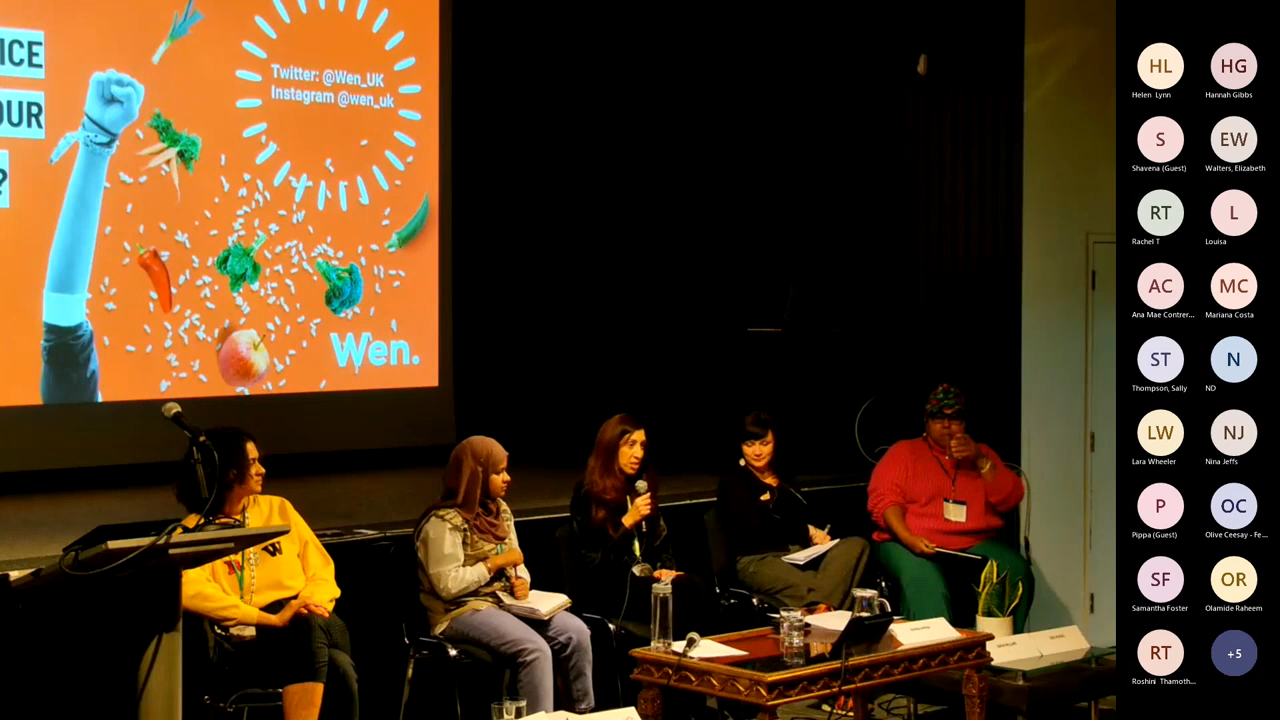 ICE
OUR
?
Twitter: @Wen_UK
Instagram @wen_uk
Wen.
HL
Helen Lynn
HG
Hannah Gibbs
S
Shavena (Guest)
EW
Walters, Elizabeth
RT
Rachel T
L
Louisa
AC
Ana Mae Contrer...
MC
Mariana Costa
ST
Thompson, Sally
N
ND
LW
Lara Wheeler
NJ
Nina Jeffs
P
Pippa (Guest)
OC
Olive Ceesay - Fe...
SF
Samantha Foster
OR
Olamide Raheem
RT
Roshini Thamoth...
+5